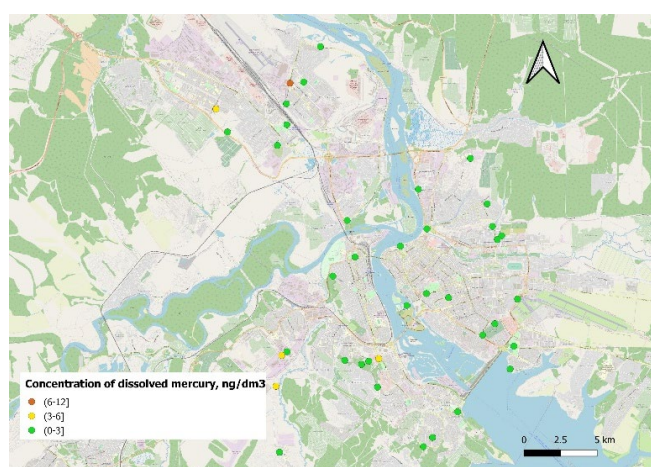 Concentration of dissolved mercury, ng/dm3
(6-12]
(3-6]
(0-3]
0 2.5 5 km